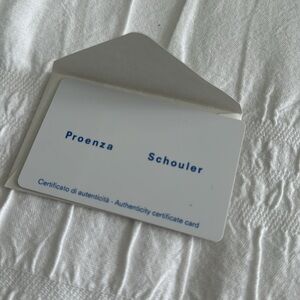 Proenza Schouler
Certificato di autenticità - Authenticity certificate card